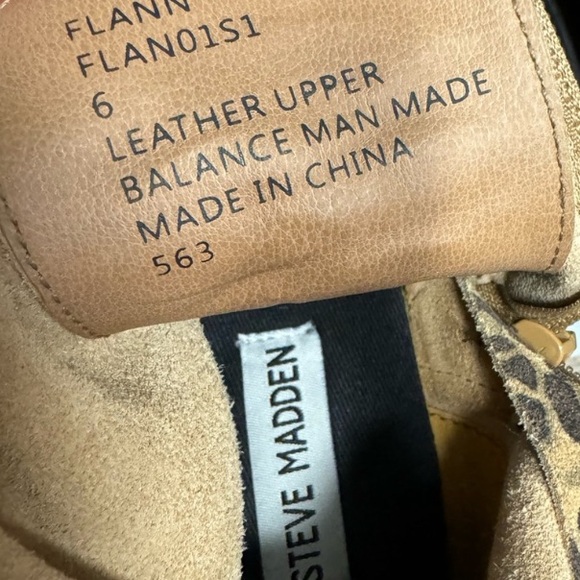 FLANN
FLAN01S1
6
LEATHER UPPER
BALANCE MAN MADE
MADE IN CHINA
563
STEVE MADDEN